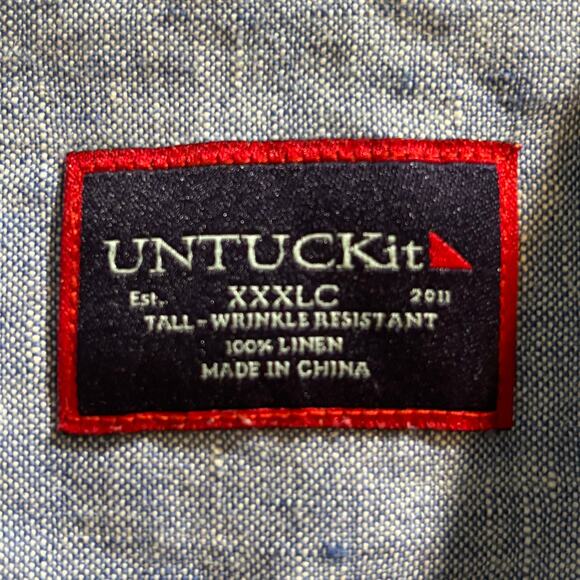 UNTUCKit
Est. XXXLC 2011
TALL-WRINKLE RESISTANT
100% LINEN
MADE IN CHINA